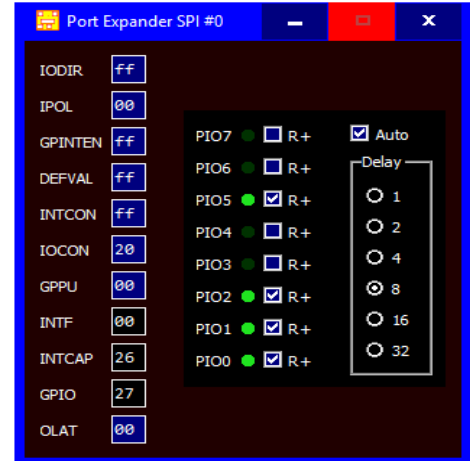 Port Expander SPI #0
IODIR ff
IPOL 00
GPINTEN ff
DEFVAL ff
INTCON ff
IOCON 20
GPPU 00
INTF 00
INTCAP 26
GPIO 27
OLAT 00
PIO7 R+
PIO6 R+
PIO5 R+
PIO4 R+
PIO3 R+
PIO2 R+
PIO1 R+
PIO0 R+
Auto
Delay
1
2
4
8
16
32